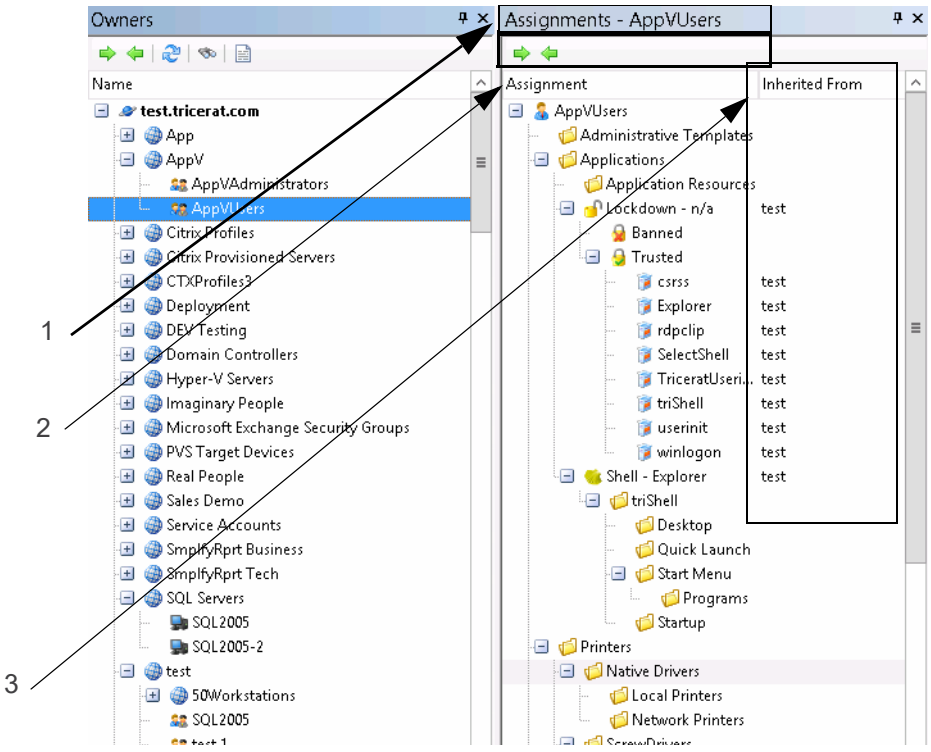 Owners
Name
test.tricerat.com
App
AppV
AppVAdministrators
AppVUsers
Citrix Profiles
Citrix Provisioned Servers
CTXProfiles3
Deployment
DEV Testing
Domain Controllers
Hyper-V Servers
Imaginary People
Microsoft Exchange Security Groups
PVS Target Devices
Real People
Sales Demo
Service Accounts
SmplfyRprt Business
SmplfyRprt Tech
SQL Servers
SQL2005
SQL2005-2
test
50Workstations
SQL2005
test 1
1
2
3
Assignments - AppVUsers
Assignment Inherited From
AppVUsers
Administrative Templates
Applications
Application Resources
Lockdown - n/a test
Banned
Trusted
csrss test
Explorer test
rdpclip test
SelectShell test
TriceratUseri... test
triShell test
userinit test
winlogon test
Shell - Explorer test
triShell
Desktop
Quick Launch
Start Menu
Programs
Startup
Printers
Native Drivers
Local Printers
Network Printers
ScrewDrivers